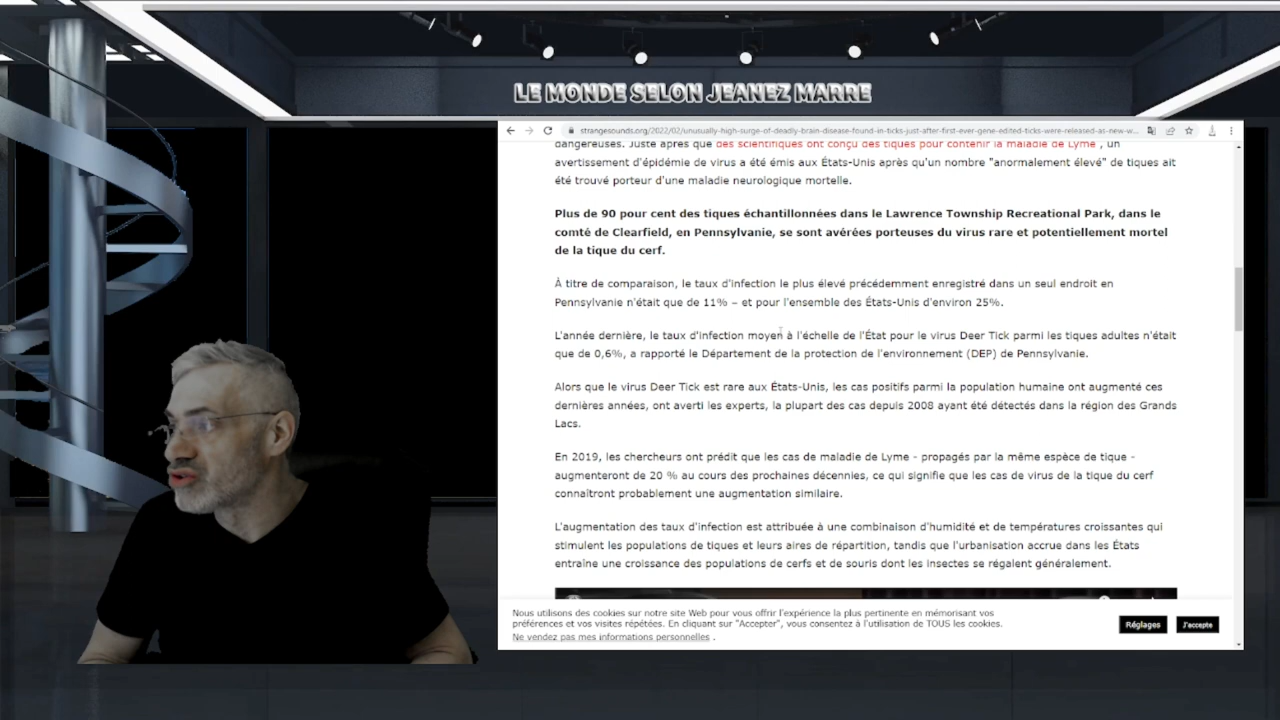 LE MONDE SELON JEANEZ MARRE
strangesounds.org/2022/02/unusually-high-surge-of-deadly-brain-disease-found-in-ticks-just-after-first-ever-gene-edited-ticks-were-released-as-new-w...
dangereuses. Juste après que des scientifiques ont conçu des tiques pour contenir la maladie de Lyme , un
avertissement d'épidémie de virus a été émis aux États-Unis après qu'un nombre "anormalement élevé" de tiques ait
été trouvé porteur d'une maladie neurologique mortelle.
Plus de 90 pour cent des tiques échantillonnées dans le Lawrence Township Recreational Park, dans le
comté de Clearfield, en Pennsylvanie, se sont avérées porteuses du virus rare et potentiellement mortel
de la tique du cerf.
À titre de comparaison, le taux d'infection le plus élevé précédemment enregistré dans un seul endroit en
Pennsylvanie n'était que de 11% – et pour l'ensemble des États-Unis d'environ 25%.
L'année dernière, le taux d'infection moyen à l'échelle de l'État pour le virus Deer Tick parmi les tiques adultes n'était
que de 0,6%, a rapporté le Département de la protection de l'environnement (DEP) de Pennsylvanie.
Alors que le virus Deer Tick est rare aux États-Unis, les cas positifs parmi la population humaine ont augmenté ces
dernières années, ont averti les experts, la plupart des cas depuis 2008 ayant été détectés dans la région des Grands
Lacs.
En 2019, les chercheurs ont prédit que les cas de maladie de Lyme - propagés par la même espèce de tique -
augmenteront de 20 % au cours des prochaines décennies, ce qui signifie que les cas de virus de la tique du cerf
connaîtront probablement une augmentation similaire.
L'augmentation des taux d'infection est attribuée à une combinaison d'humidité et de températures croissantes qui
stimulent les populations de tiques et leurs aires de répartition, tandis que l'urbanisation accrue dans les États
entraîne une croissance des populations de cerfs et de souris dont les insectes se régalent généralement.
Nous utilisons des cookies sur notre site Web pour vous offrir l'expérience la plus pertinente en mémorisant vos
préférences et vos visites répétées. En cliquant sur "Accepter", vous consentez à l'utilisation de TOUS les cookies.
Ne vendez pas mes informations personnelles .
Réglages
J'accepte